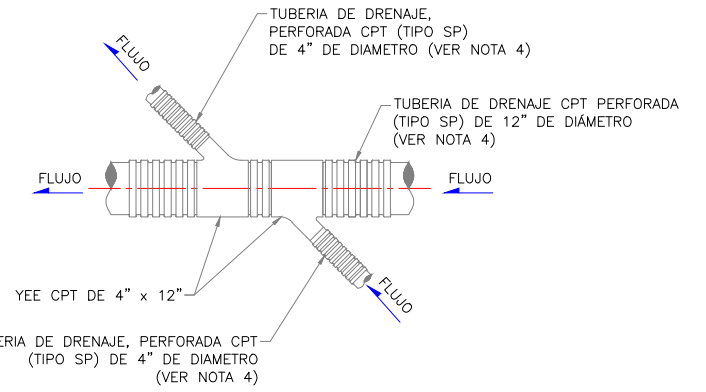 TUBERIA DE DRENAJE,
PERFORADA CPT (TIPO SP)
DE 4” DE DIAMETRO (VER NOTA 4)
FLUJO
TUBERIA DE DRENAJE CPT PERFORADA
(TIPO SP) DE 12” DE DIÁMETRO
(VER NOTA 4)
FLUJO
FLUJO
YEE CPT DE 4” x 12”
FLUJO
ERIA DE DRENAJE, PERFORADA CPT
(TIPO SP) DE 4” DE DIAMETRO
(VER NOTA 4)